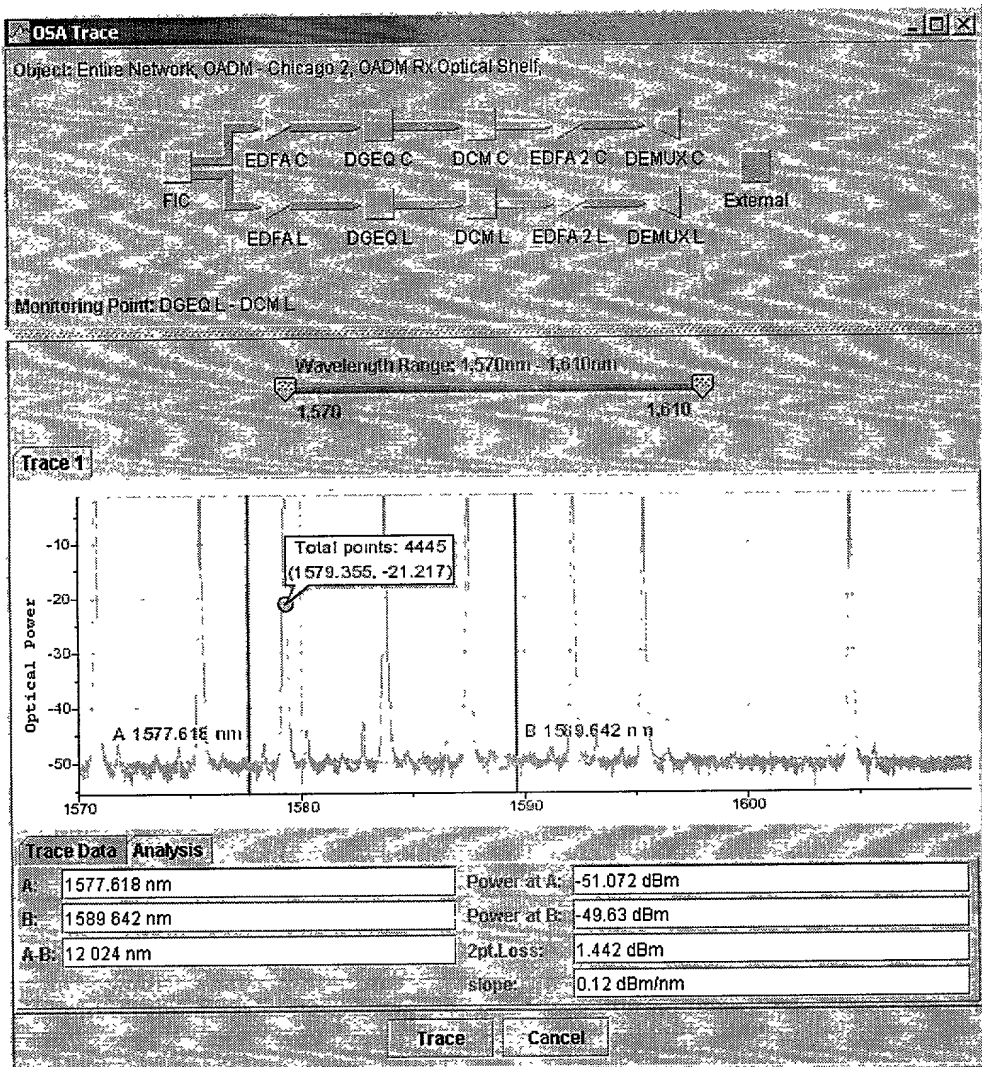 OSA Trace
Object: Entire Network, OADM - Chicago 2, OADM Rx Optical Shelf,
EDFA C DGEQ C DCM C EDFA 2 C DEMUX C
FIC External
EDFA L DGEQ L DCM L EDFA 2 L DEMUX L
Monitoring Point: DGEQ L - DCM L
Wavelength Range: 1,570nm - 1,610nm
1,570 1,610
Trace 1
Optical Power
-10
-20
-30
-40
-50
Total points: 4445
(1579.355, -21.217)
A 1577.618 nm
B 1589.642 nm
1570 1580 1590 1600
Trace Data Analysis
A: 1577.618 nm Power at A: -51.072 dBm
B: 1589 642 nm Power at B: -49.63 dBm
A-B: 12 024 nm 2pt.Loss: 1.442 dBm
slope: 0.12 dBm/nm
Trace Cancel